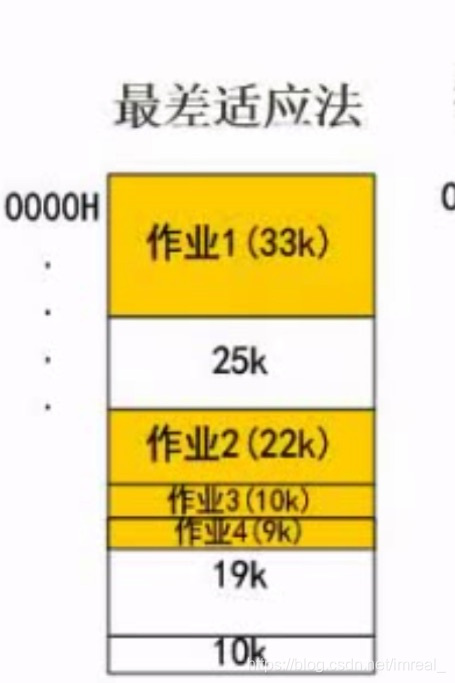 最差适应法
0000H
作业1(33k)
25k
作业2(22k)
作业3(10k)
作业4(9k)
19k
10k
https://blog.csdn.net/imreal_